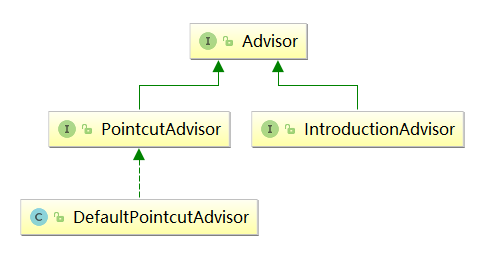 I Advisor
I PointcutAdvisor
I IntroductionAdvisor
C DefaultPointcutAdvisor